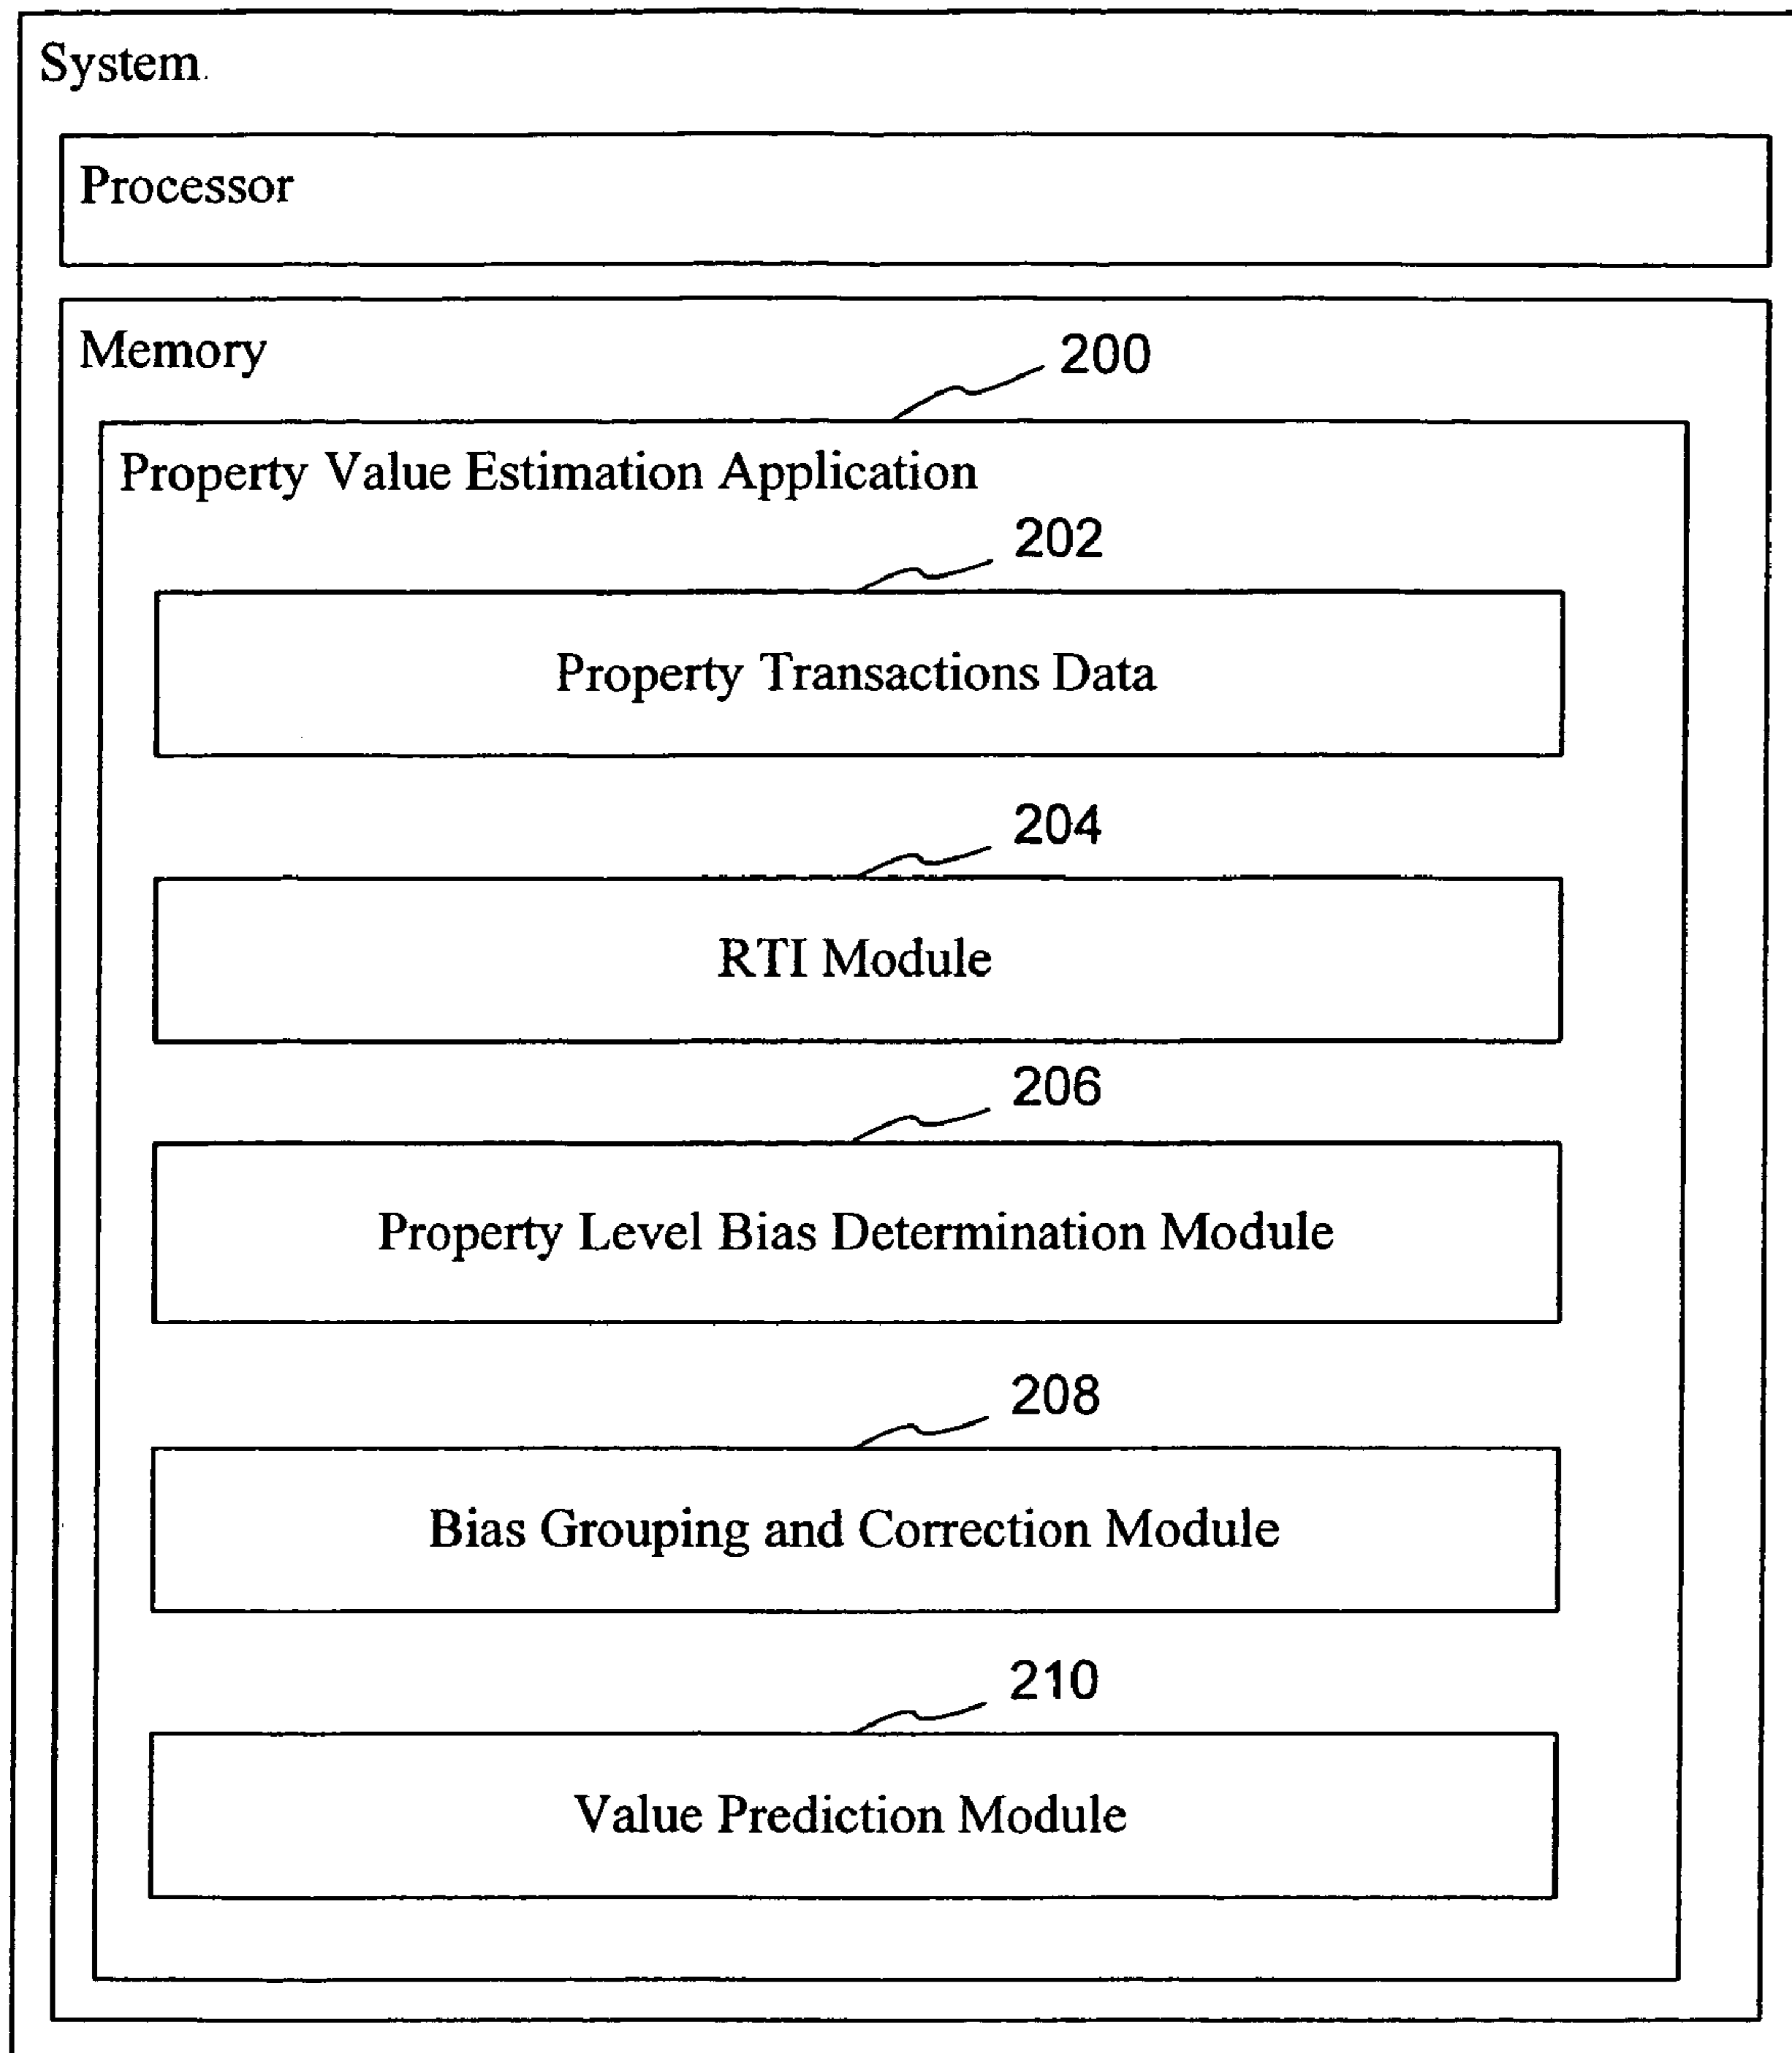 System
Processor
Memory
200
Property Value Estimation Application
202
Property Transactions Data
204
RTI Module
206
Property Level Bias Determination Module
208
Bias Grouping and Correction Module
210
Value Prediction Module